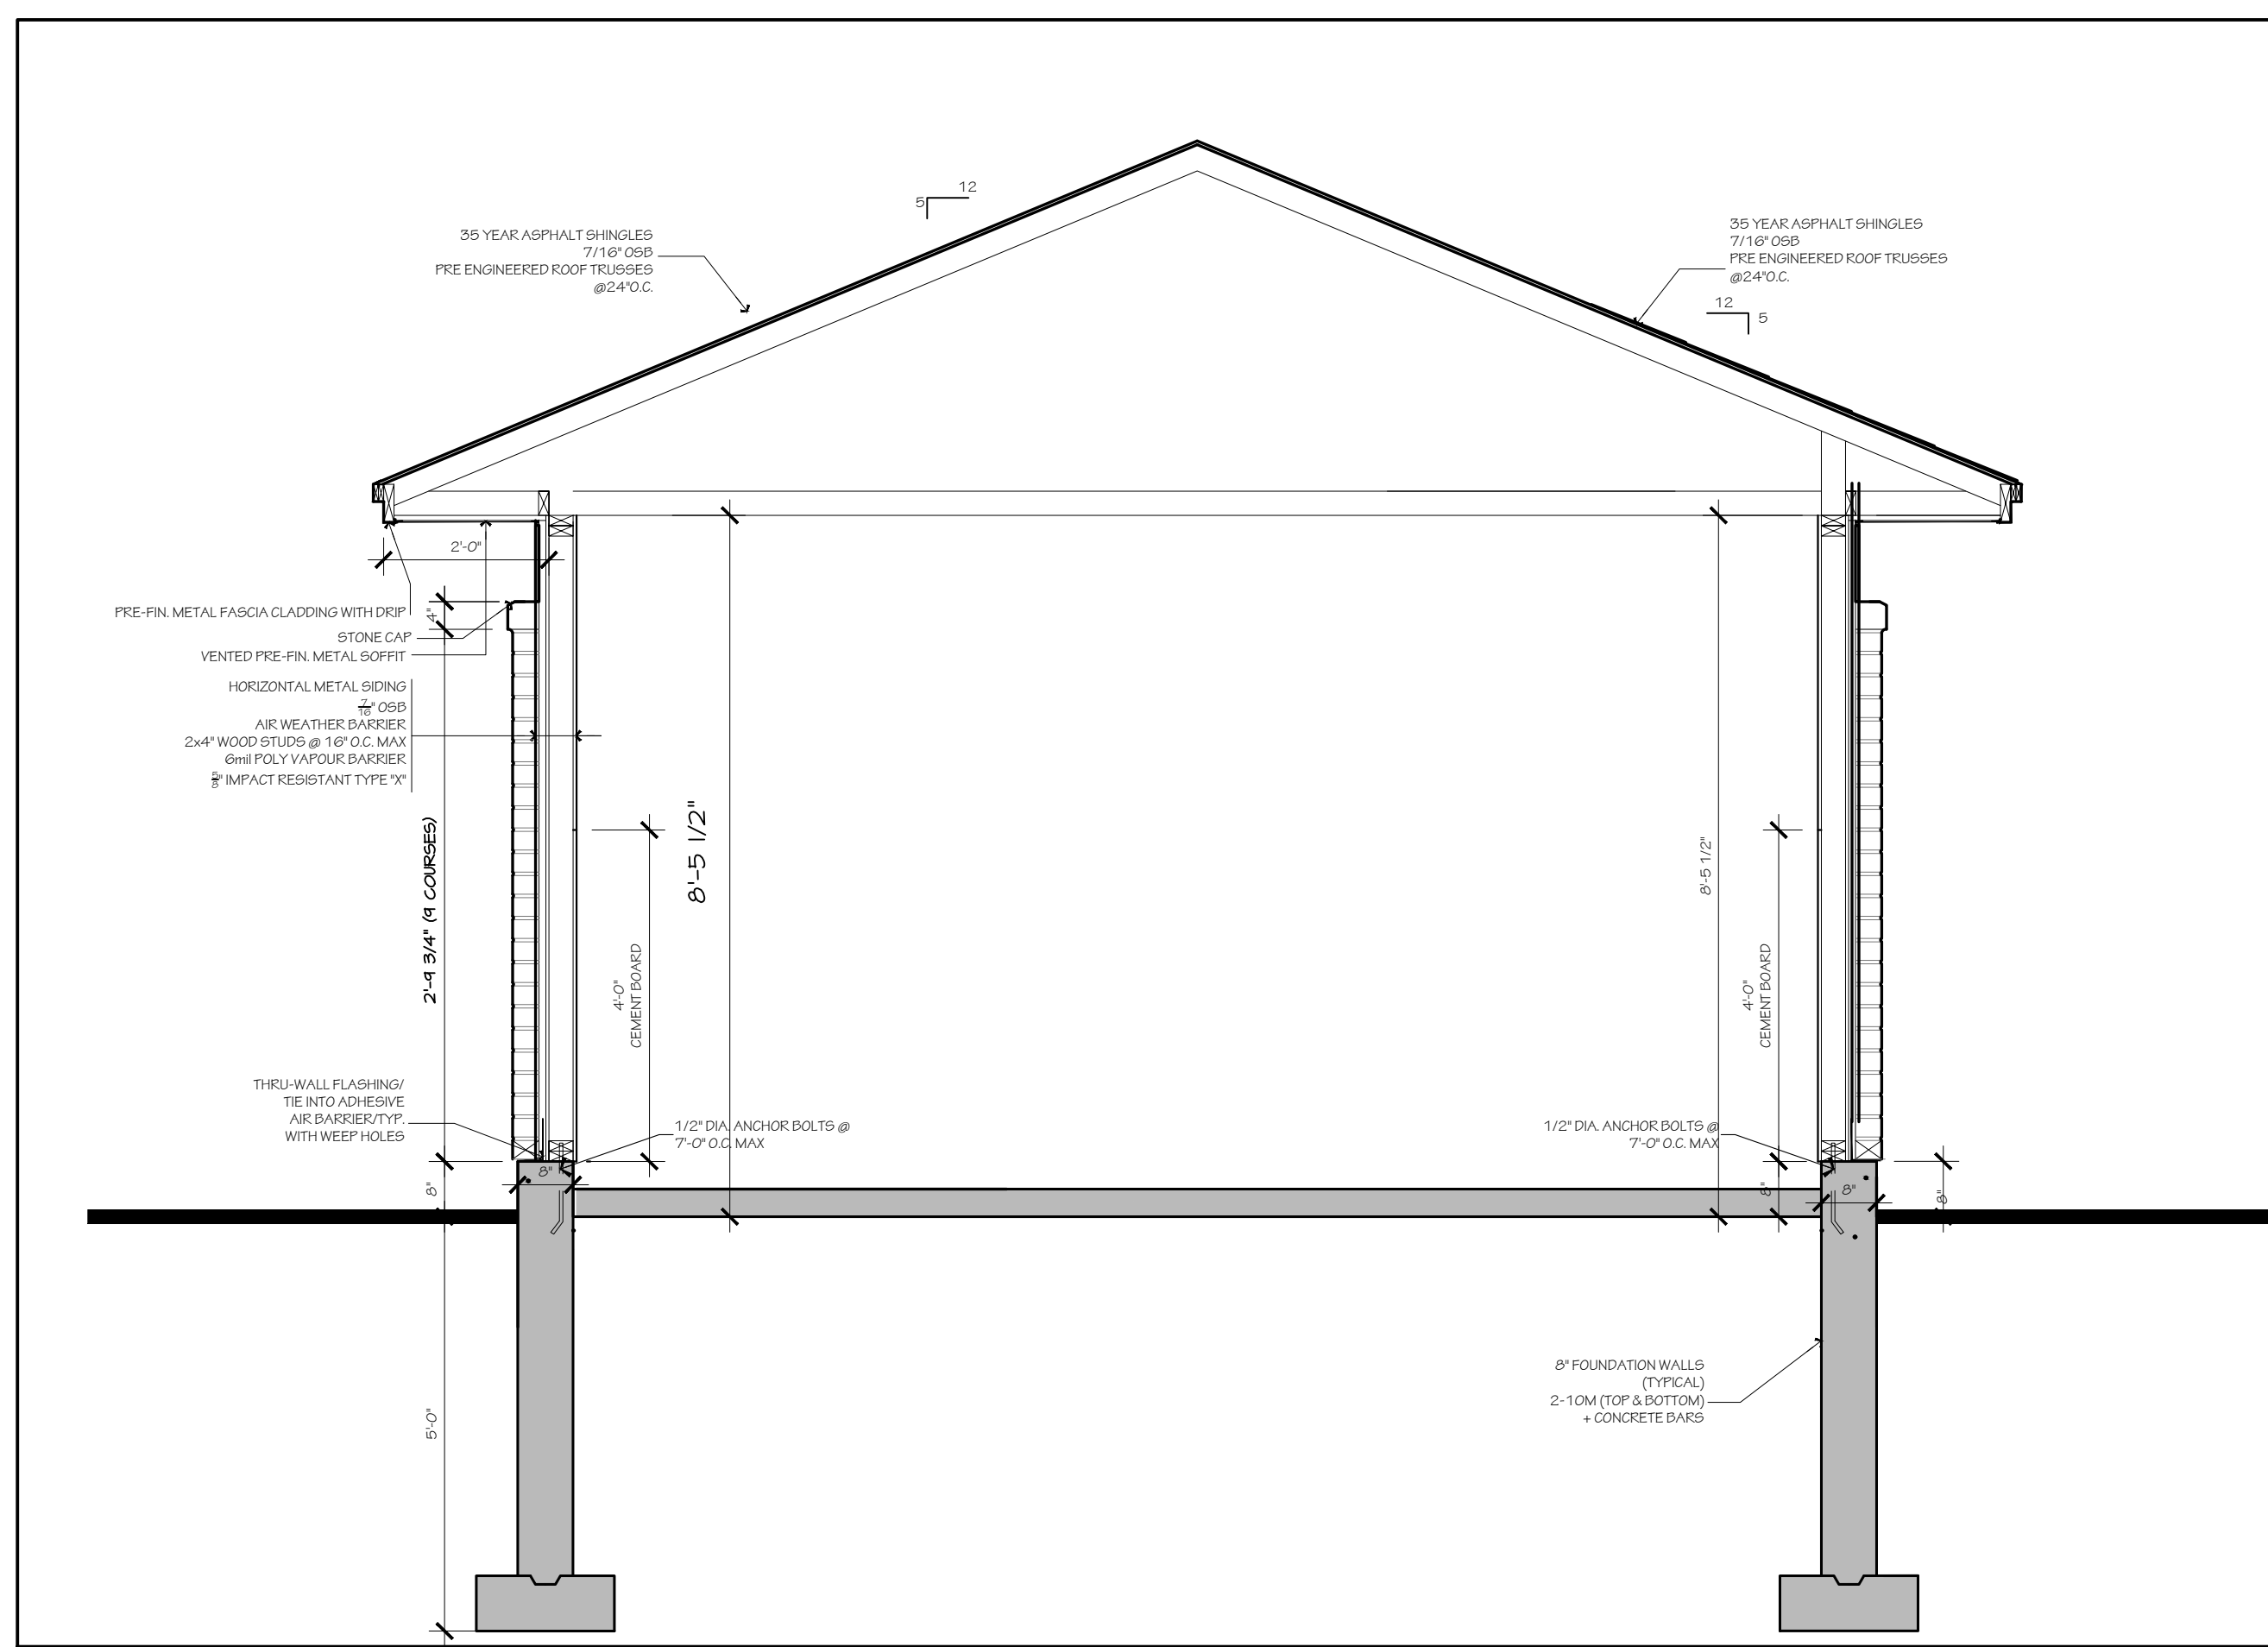 12
5
35 YEAR ASPHALT SHINGLES
7/16" OSB
PRE ENGINEERED ROOF TRUSSES
@24"O.C.
35 YEAR ASPHALT SHINGLES
7/16" OSB
PRE ENGINEERED ROOF TRUSSES
@24"O.C.
12
5
2'-0"
4"
PRE-FIN. METAL FASCIA CLADDING WITH DRIP
STONE CAP
VENTED PRE-FIN. METAL SOFFIT
HORIZONTAL METAL SIDING
7/16" OSB
AIR WEATHER BARRIER
2x4" WOOD STUDS @ 16" O.C. MAX
6mil POLY VAPOUR BARRIER
5/8" IMPACT RESISTANT TYPE "X"
2'-9 3/4" (9 COURSES)
8'-5 1/2"
4'-0"
CEMENT BOARD
8'-5 1/2"
4'-0"
CEMENT BOARD
THRU-WALL FLASHING/
TIE INTO ADHESIVE
AIR BARRIER/TYP.
WITH WEEP HOLES
1/2" DIA. ANCHOR BOLTS @
7'-0" O.C. MAX
1/2" DIA. ANCHOR BOLTS @
7'-0" O.C. MAX
8"
8"
8"
8"
8"
5'-0"
8" FOUNDATION WALLS
(TYPICAL)
2-10M (TOP & BOTTOM)
+ CONCRETE BARS